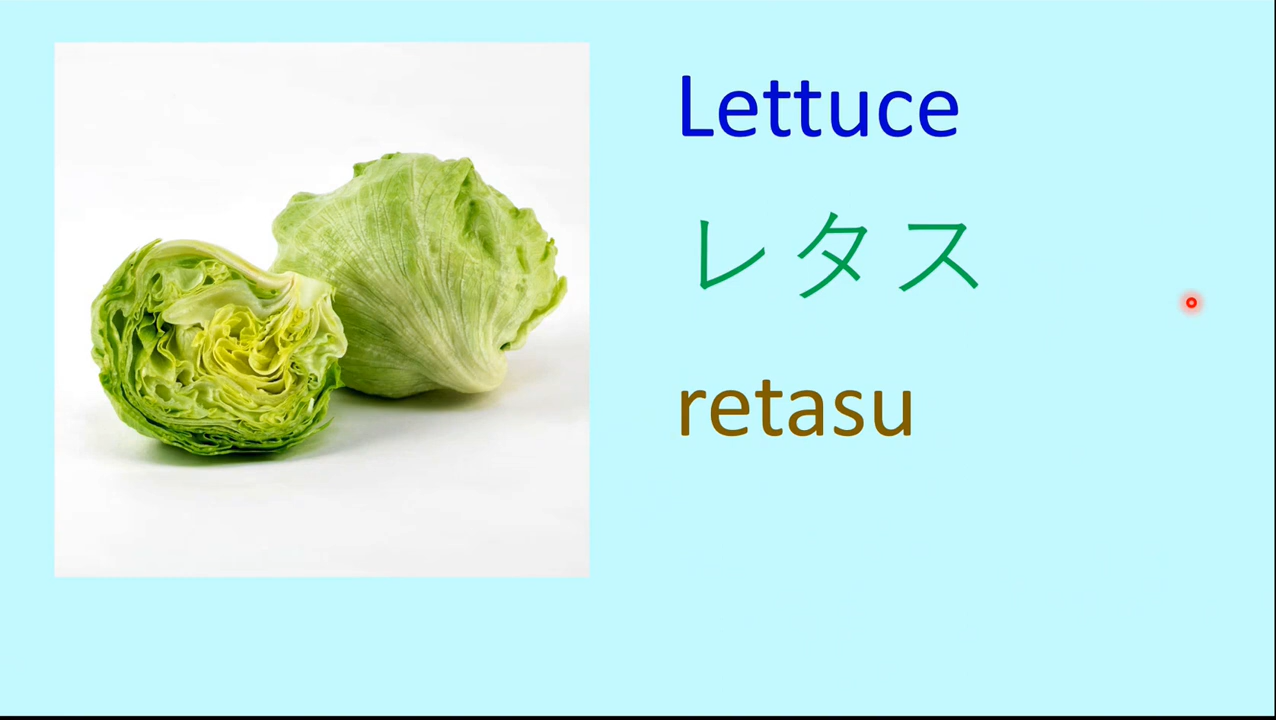 Lettuce
レタス
retasu